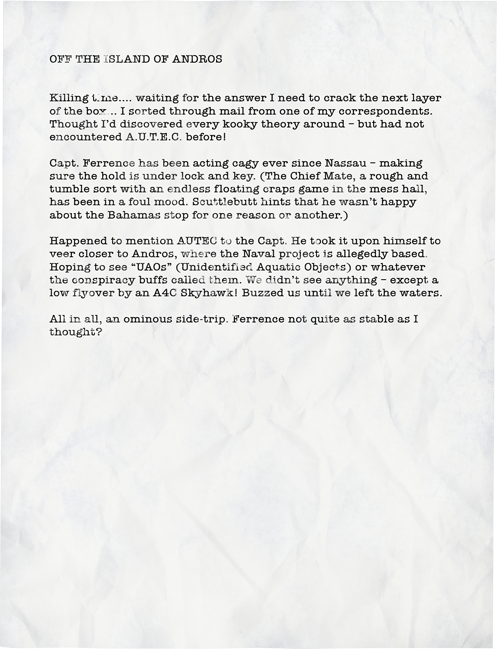 OFF THE ISLAND OF ANDROS
Killing time.... waiting for the answer I need to crack the next layer
of the box... I sorted through mail from one of my correspondents.
Thought I'd discovered every kooky theory around – but had not
encountered A.U.T.E.C. before!
Capt. Ferrence has been acting cagy ever since Nassau – making
sure the hold is under lock and key. (The Chief Mate, a rough and
tumble sort with an endless floating craps game in the mess hall,
has been in a foul mood. Scuttlebutt hints that he wasn't happy
about the Bahamas stop for one reason or another.)
Happened to mention AUTEC to the Capt. He took it upon himself to
veer closer to Andros, where the Naval project is allegedly based.
Hoping to see "UAOs" (Unidentified Aquatic Objects) or whatever
the conspiracy buffs called them. We didn't see anything – except a
low flyover by an A4C Skyhawk! Buzzed us until we left the waters.
All in all, an ominous side-trip. Ferrence not quite as stable as I
thought?